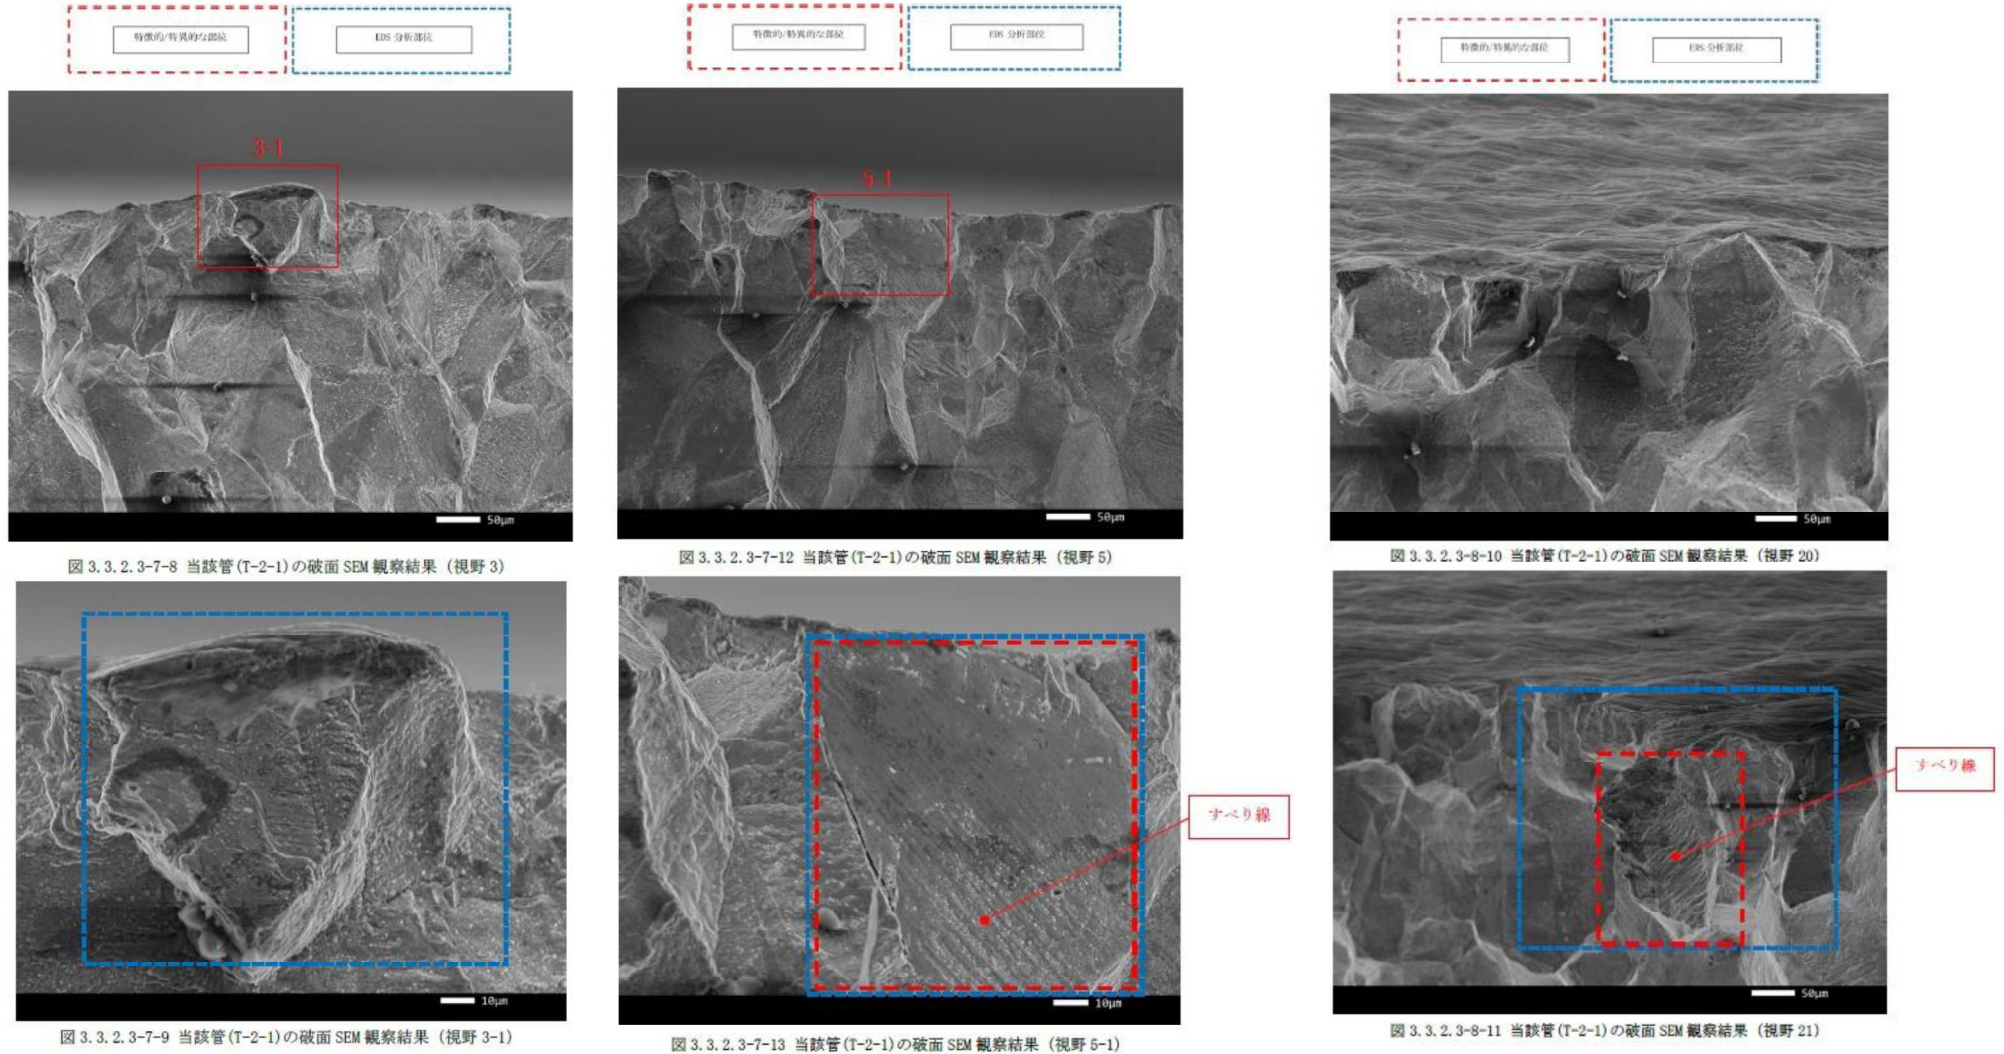 特徴的/特異的な部位
EDS 分析部位
特徴的/特異的な部位
EDS 分析部位
特徴的/特異的な部位
EDS 分析部位
3-1
5-1
50μm
50μm
50μm
図 3.3.2.3-7-8 当該管(T-2-1)の破面 SEM 観察結果 (視野 3)
図 3.3.2.3-7-12 当該管(T-2-1)の破面 SEM 観察結果 (視野 5)
図 3.3.2.3-8-10 当該管(T-2-1)の破面 SEM 観察結果 (視野 20)
すべり線
すべり線
10μm
10μm
50μm
図 3.3.2.3-7-9 当該管(T-2-1)の破面 SEM 観察結果 (視野 3-1)
図 3.3.2.3-7-13 当該管(T-2-1)の破面 SEM 観察結果 (視野 5-1)
図 3.3.2.3-8-11 当該管(T-2-1)の破面 SEM 観察結果 (視野 21)